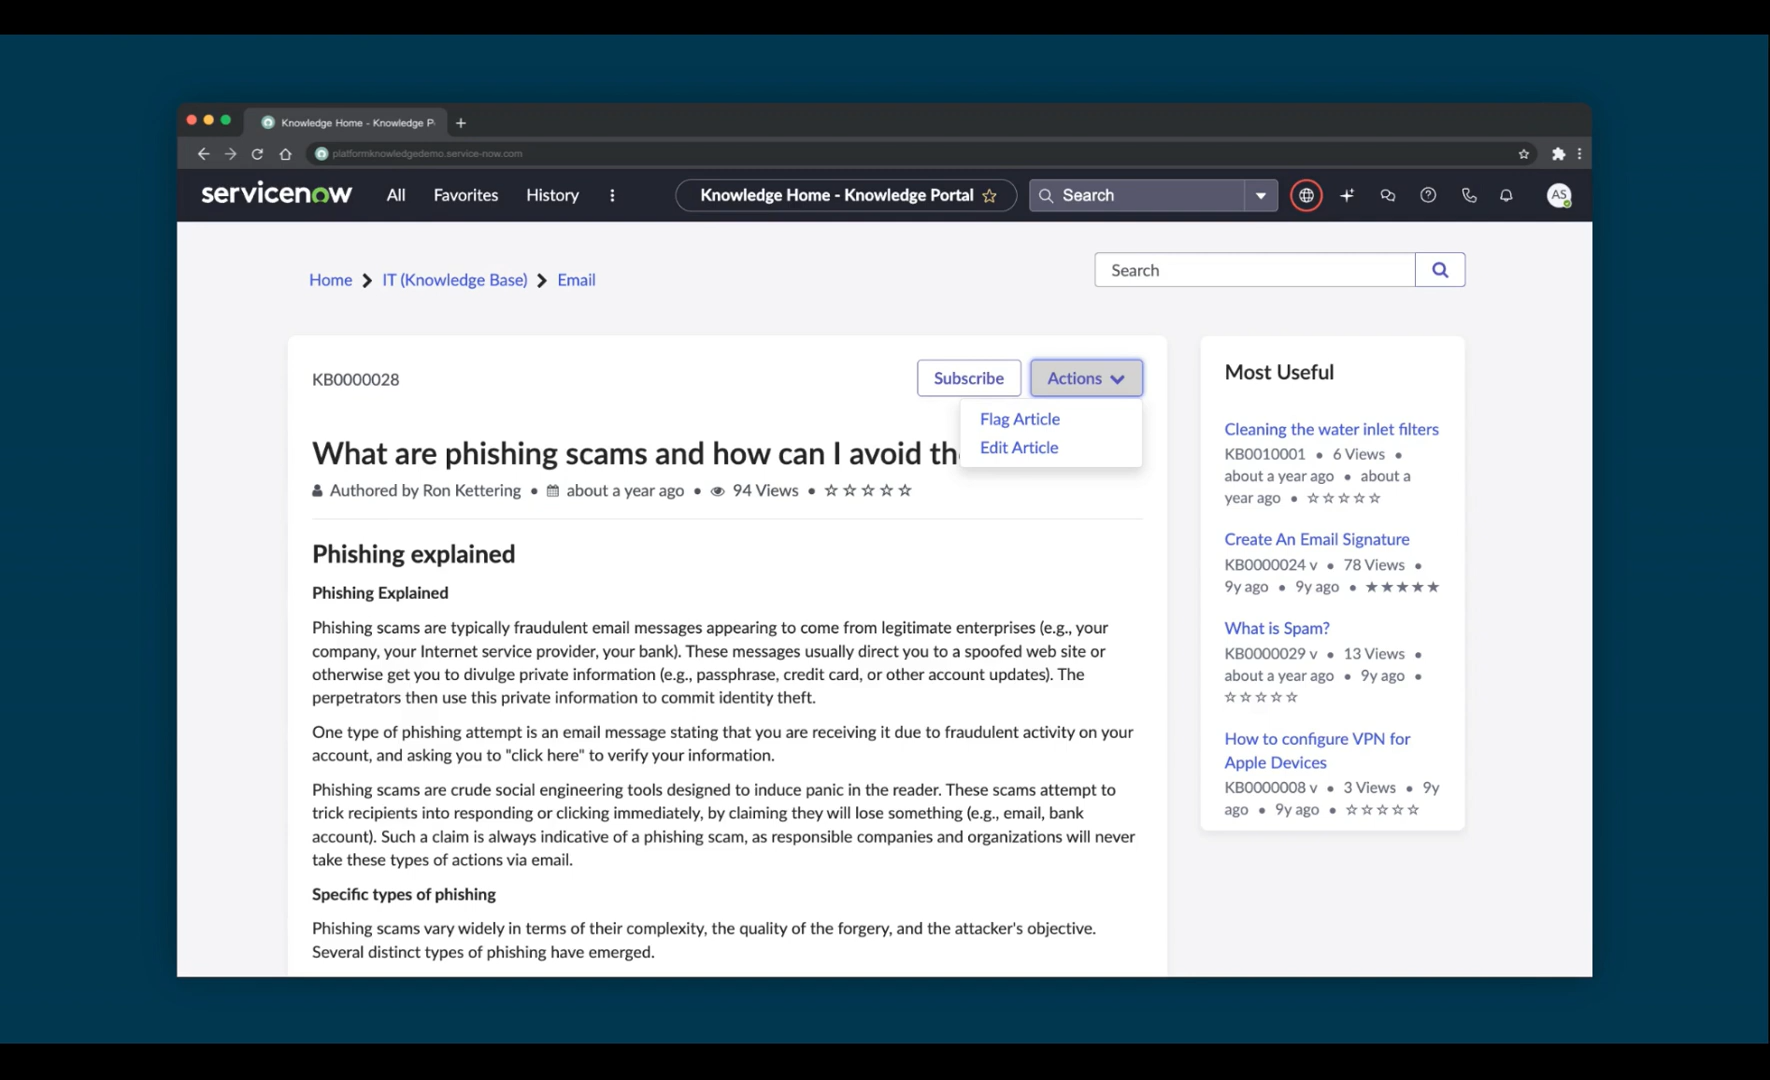 Knowledge Home - Knowledge P
platformknowledgedemo.service-now.com
servicenow All Favorites History Knowledge Home - Knowledge Portal Search AS
Home IT (Knowledge Base) Email
Search
KB0000028
Subscribe
Actions
Flag Article
Edit Article
What are phishing scams and how can I avoid th
Authored by Ron Kettering • about a year ago • 94 Views •
Phishing explained
Phishing Explained
Phishing scams are typically fraudulent email messages appearing to come from legitimate enterprises (e.g., your
company, your Internet service provider, your bank). These messages usually direct you to a spoofed web site or
otherwise get you to divulge private information (e.g., passphrase, credit card, or other account updates). The
perpetrators then use this private information to commit identity theft.
One type of phishing attempt is an email message stating that you are receiving it due to fraudulent activity on your
account, and asking you to "click here" to verify your information.
Phishing scams are crude social engineering tools designed to induce panic in the reader. These scams attempt to
trick recipients into responding or clicking immediately, by claiming they will lose something (e.g., email, bank
account). Such a claim is always indicative of a phishing scam, as responsible companies and organizations will never
take these types of actions via email.
Specific types of phishing
Phishing scams vary widely in terms of their complexity, the quality of the forgery, and the attacker's objective.
Several distinct types of phishing have emerged.
Most Useful
Cleaning the water inlet filters
KB0010001 • 6 Views •
about a year ago • about a
year ago •
Create An Email Signature
KB0000024 v • 78 Views •
9y ago • 9y ago •
What is Spam?
KB0000029 v • 13 Views •
about a year ago • 9y ago •
How to configure VPN for
Apple Devices
KB0000008 v • 3 Views • 9y
ago • 9y ago •